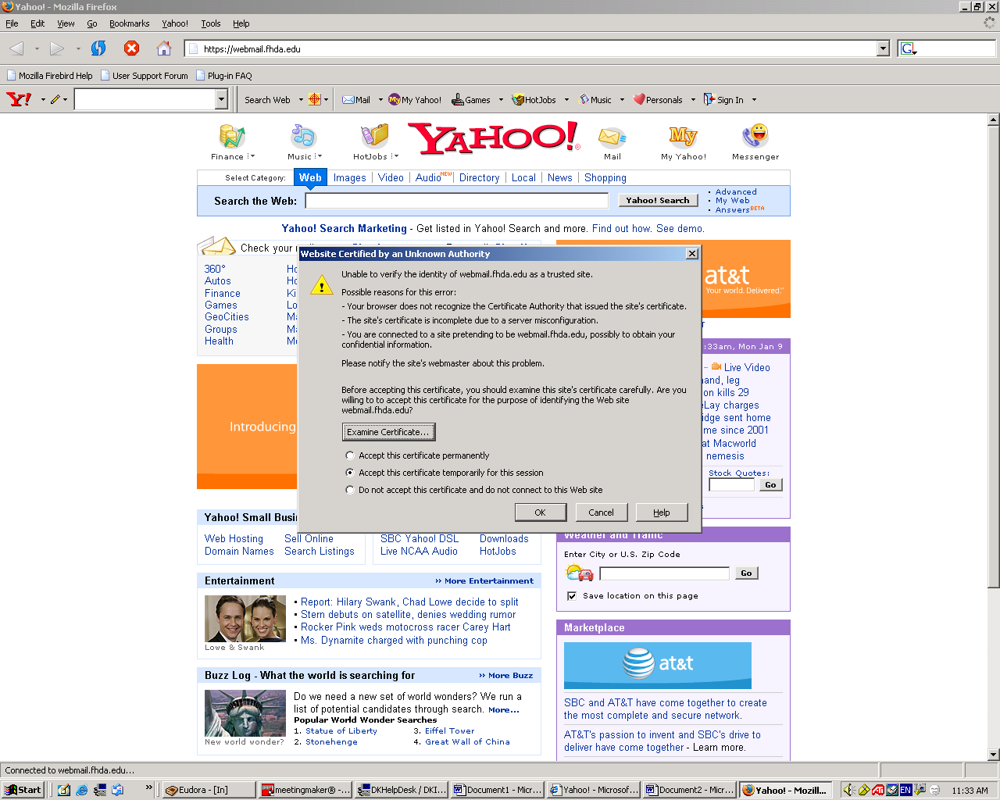 Yahoo! - Mozilla Firefox
File Edit View Go Bookmarks Yahoo! Tools Help
https://webmail.fhda.edu
G
Mozilla Firebird Help User Support Forum Plug-in FAQ
Y! Search Web Mail My Yahoo! Games HotJobs Music Personals Sign In
YAHOO!
My
Finance Music HotJobs Mail My Yahoo! Messenger
Select Category: Web Images Video Audio NEW Directory Local News Shopping
Search the Web: Yahoo! Search
• Advanced
• My Web
• Answers BETA
Yahoo! Search Marketing - Get listed in Yahoo! Search and more. Find out how. See demo.
Check your
360°
Autos
Finance
Games
GeoCities
Groups
Health
Ho
Ho
Ki
Lo
Ma
Ma
Mo
Introducing
at&t
Your world. Delivered.
Website Certified by an Unknown Authority
Unable to verify the identity of webmail.fhda.edu as a trusted site.
Possible reasons for this error:
- Your browser does not recognize the Certificate Authority that issued the site's certificate.
- The site's certificate is incomplete due to a server misconfiguration.
- You are connected to a site pretending to be webmail.fhda.edu, possibly to obtain your
confidential information.
Please notify the site's webmaster about this problem.
Before accepting this certificate, you should examine this site's certificate carefully. Are you
willing to to accept this certificate for the purpose of identifying the Web site
webmail.fhda.edu?
Examine Certificate...
Accept this certificate permanently
Accept this certificate temporarily for this session
Do not accept this certificate and do not connect to this Web site
OK Cancel Help
:33am, Mon Jan 9
- Live Video
and, leg
on kills 29
eLay charges
idge sent home
me since 2001
at Macworld
nemesis
Stock Quotes:
Go
Yahoo! Small Busi
Web Hosting Sell Online
Domain Names Search Listings
SBC Yahoo! DSL Downloads
Live NCAA Audio HotJobs
Weather and Traffic
Enter City or U.S. Zip Code
Go
Save location on this page
Entertainment ›› More Entertainment
• Report: Hilary Swank, Chad Lowe decide to split
• Stern debuts on satellite, denies wedding rumor
• Rocker Pink weds motocross racer Carey Hart
• Ms. Dynamite charged with punching cop
Lowe & Swank
Marketplace
at&t
SBC and AT&T have come together to create
the most complete and secure network.
AT&T's passion to invent and SBC's drive to
deliver have come together - Learn more.
Buzz Log - What the world is searching for ›› More Buzz
Do we need a new set of world wonders? We run a
list of potential candidates through search. More...
Popular World Wonder Searches
1. Statue of Liberty 3. Eiffel Tower
2. Stonehenge 4. Great Wall of China
New world wonder?
Connected to webmail.fhda.edu...
Start » Eudora - [In] meetingmaker® -... DKHelpDesk / DKI... Document1 - Micr... Yahoo! - Microsof... Document2 - Micr... Yahoo! - Mozill... EN 11:33 AM